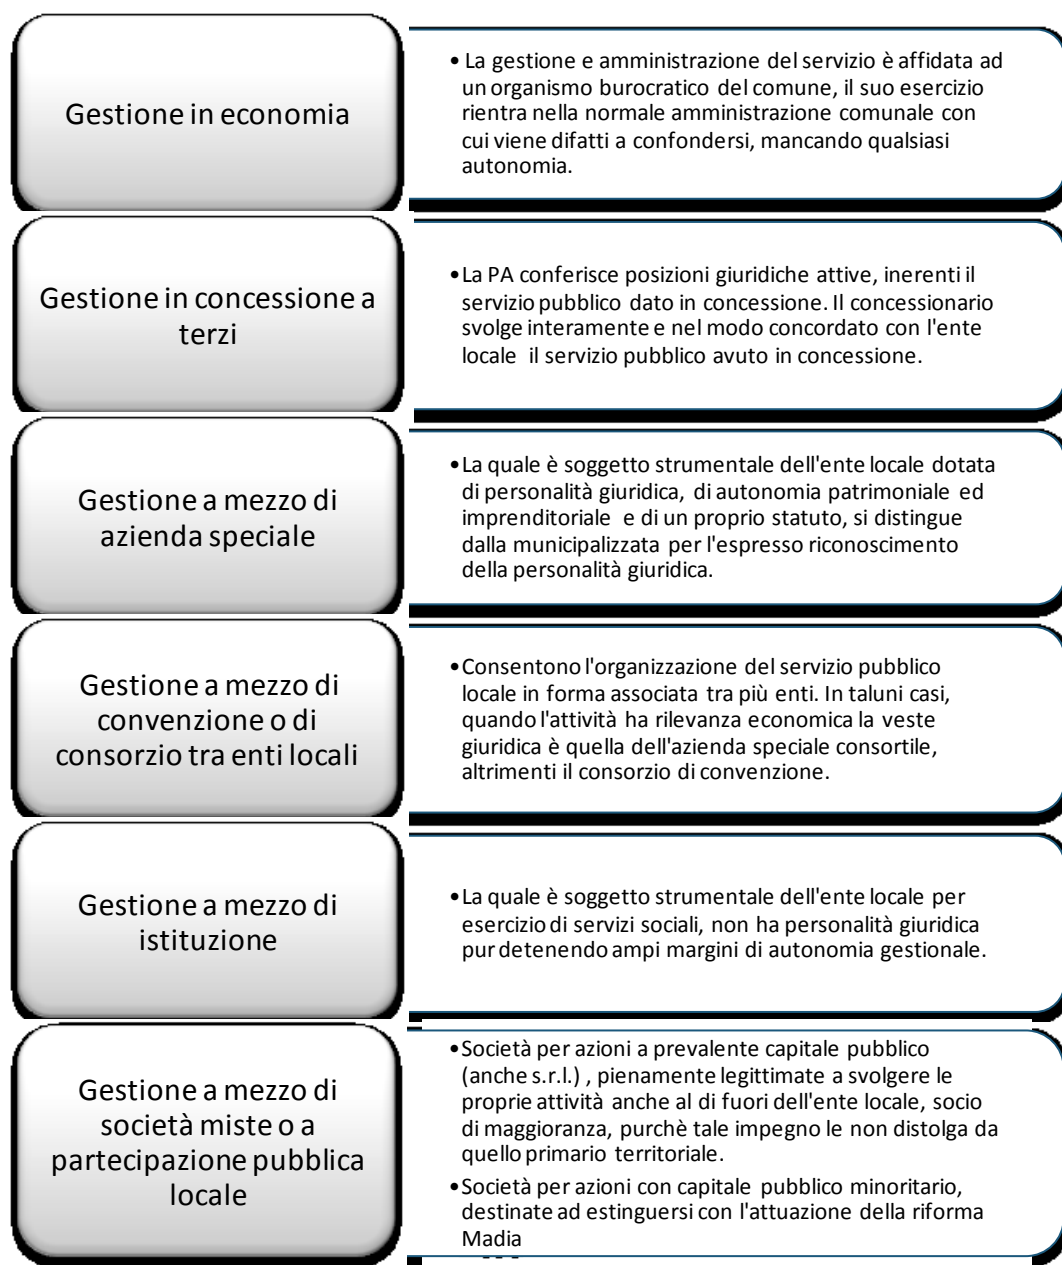 Gestione in economia
• La gestione e amministrazione del servizio è affidata ad
un organismo burocratico del comune, il suo esercizio
rientra nella normale amministrazione comunale con
cui viene difatti a confondersi, mancando qualsiasi
autonomia.
Gestione in concessione a
terzi
•La PA conferisce posizioni giuridiche attive, inerenti il
servizio pubblico dato in concessione. Il concessionario
svolge interamente e nel modo concordato con l'ente
locale il servizio pubblico avuto in concessione.
Gestione a mezzo di
azienda speciale
•La quale è soggetto strumentale dell'ente locale dotata
di personalità giuridica, di autonomia patrimoniale ed
imprenditoriale e di un proprio statuto, si distingue
dalla municipalizzata per l'espresso riconoscimento
della personalità giuridica.
Gestione a mezzo di
convenzione o di
consorzio tra enti locali
•Consentono l'organizzazione del servizio pubblico
locale in forma associata tra più enti. In taluni casi,
quando l'attività ha rilevanza economica la veste
giuridica è quella dell'azienda speciale consortile,
altrimenti il consorzio di convenzione.
Gestione a mezzo di
istituzione
•La quale è soggetto strumentale dell'ente locale per
esercizio di servizi sociali, non ha personalità giuridica
pur detenendo ampi margini di autonomia gestionale.
Gestione a mezzo di
società miste o a
partecipazione pubblica
locale
•Società per azioni a prevalente capitale pubblico
(anche s.r.l.) , pienamente legittimate a svolgere le
proprie attività anche al di fuori dell'ente locale, socio
di maggioranza, purchè tale impegno le non distolga da
quello primario territoriale.
•Società per azioni con capitale pubblico minoritario,
destinate ad estinguersi con l'attuazione della riforma
Madia